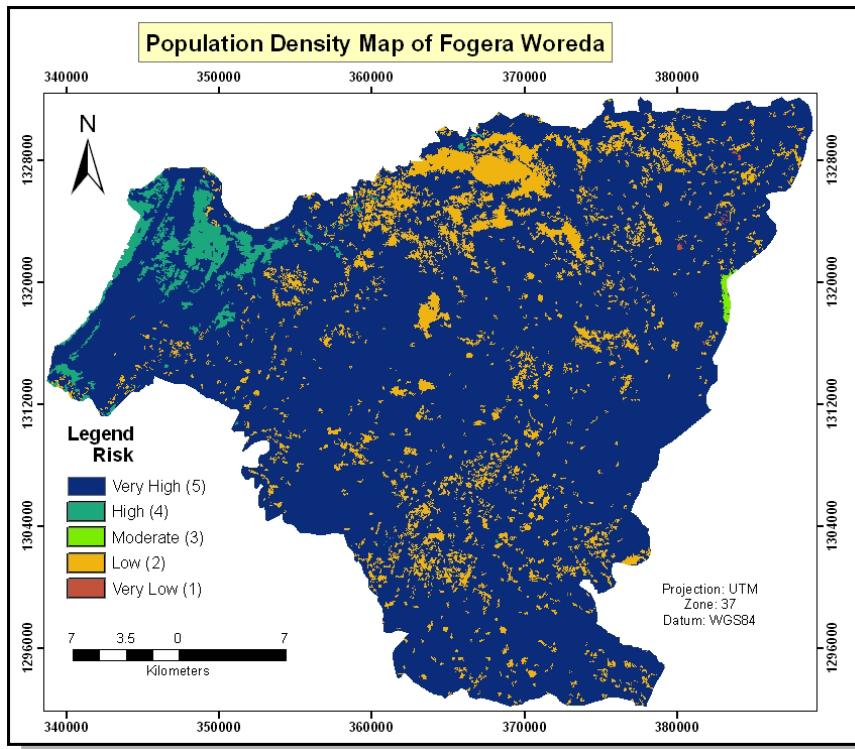 Population Density Map of Fogera Woreda
340000 350000 360000 370000 380000
N
1328000 1328000
1320000 1320000
1312000 1312000
Legend
Risk
Very High (5)
High (4)
Moderate (3)
Low (2)
Very Low (1)
1304000 1304000
Projection: UTM
Zone: 37
Datum: WGS84
7 3.5 0 7
Kilometers
1296000 1296000
340000 350000 360000 370000 380000